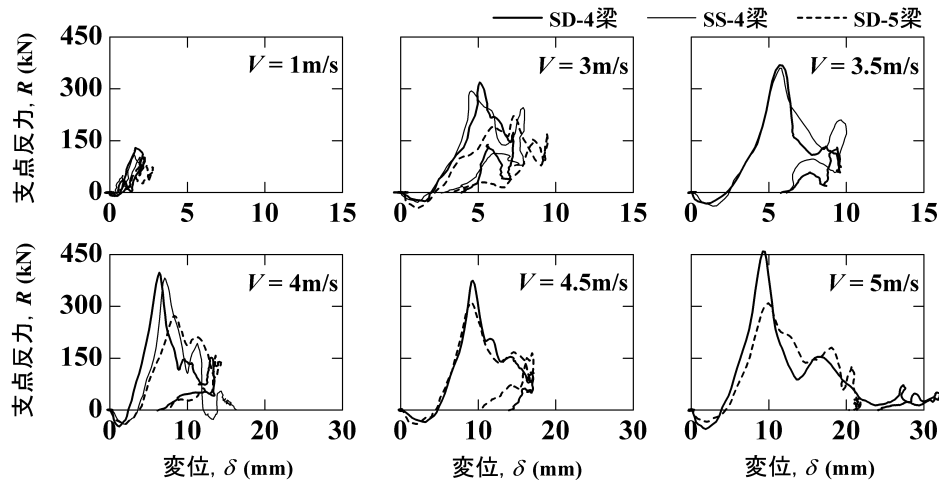 SD-4梁 SS-4梁 SD-5梁
支点反力, R (kN)
450
300
150
0
V = 1m/s
0 5 10 15
V = 3m/s
0 5 10 15
V = 3.5m/s
0 5 10 15
支点反力, R (kN)
450
300
150
0
V = 4m/s
0 10 20 30
変位, δ (mm)
V = 4.5m/s
0 10 20 30
変位, δ (mm)
V = 5m/s
0 10 20 30
変位, δ (mm)